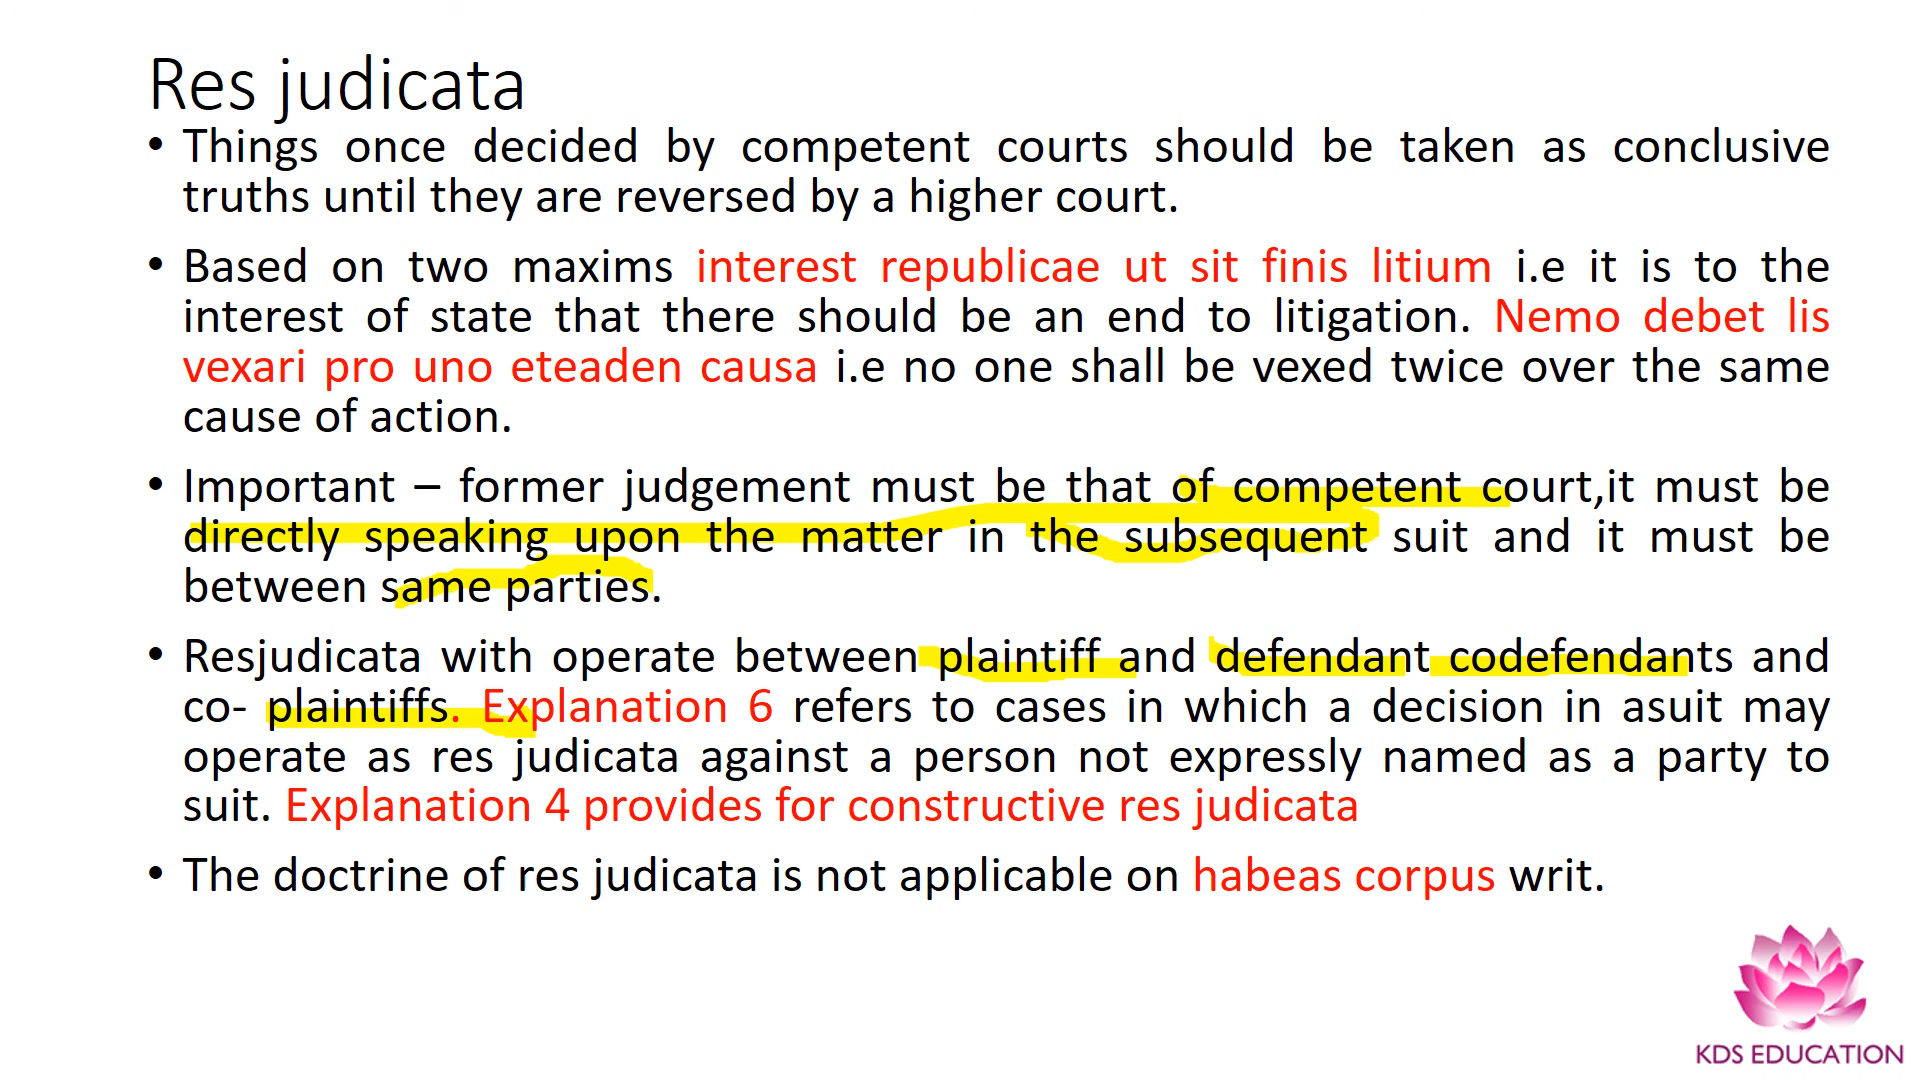 Res judicata
• Things once decided by competent courts should be taken as conclusive
truths until they are reversed by a higher court.
• Based on two maxims interest republicae ut sit finis litium i.e it is to the
interest of state that there should be an end to litigation. Nemo debet lis
vexari pro uno eteaden causa i.e no one shall be vexed twice over the same
cause of action.
• Important – former judgement must be that of competent court,it must be
directly speaking upon the matter in the subsequent suit and it must be
between same parties.
• Resjudicata with operate between plaintiff and defendant codefendants and
co- plaintiffs. Explanation 6 refers to cases in which a decision in asuit may
operate as res judicata against a person not expressly named as a party to
suit. Explanation 4 provides for constructive res judicata
• The doctrine of res judicata is not applicable on habeas corpus writ.
KDS EDUCATION